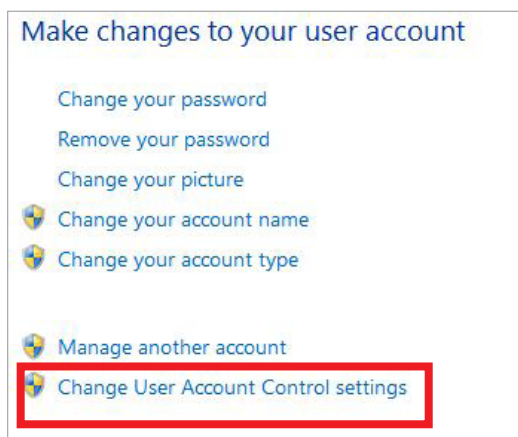 Make changes to your user account
Change your password
Remove your password
Change your picture
Change your account name
Change your account type
Manage another account
Change User Account Control settings